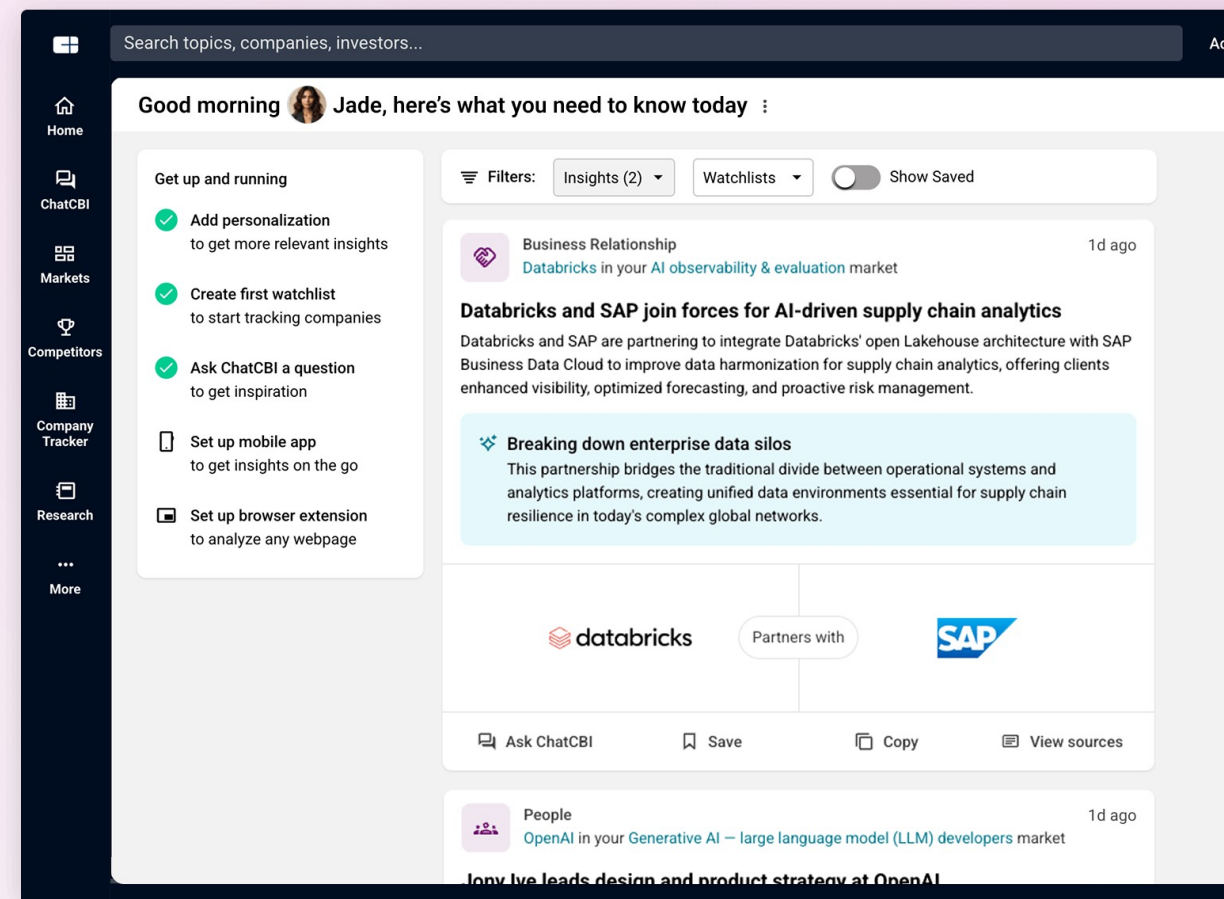 Search topics, companies, investors...
Home
ChatCBI
Markets
Competitors
Company
Tracker
Research
More
Good morning Jade, here’s what you need to know today
Get up and running
Add personalization
to get more relevant insights
Create first watchlist
to start tracking companies
Ask ChatCBI a question
to get inspiration
Set up mobile app
to get insights on the go
Set up browser extension
to analyze any webpage
Filters: Insights (2) Watchlists Show Saved
Business Relationship 1d ago
Databricks in your AI observability & evaluation market
Databricks and SAP join forces for AI-driven supply chain analytics
Databricks and SAP are partnering to integrate Databricks' open Lakehouse architecture with SAP
Business Data Cloud to improve data harmonization for supply chain analytics, offering clients
enhanced visibility, optimized forecasting, and proactive risk management.
Breaking down enterprise data silos
This partnership bridges the traditional divide between operational systems and
analytics platforms, creating unified data environments essential for supply chain
resilience in today's complex global networks.
databricks Partners with SAP
Ask ChatCBI Save Copy View sources
People 1d ago
OpenAI in your Generative AI — large language model (LLM) developers market
Jony Ive leads design and product strategy at OpenAI